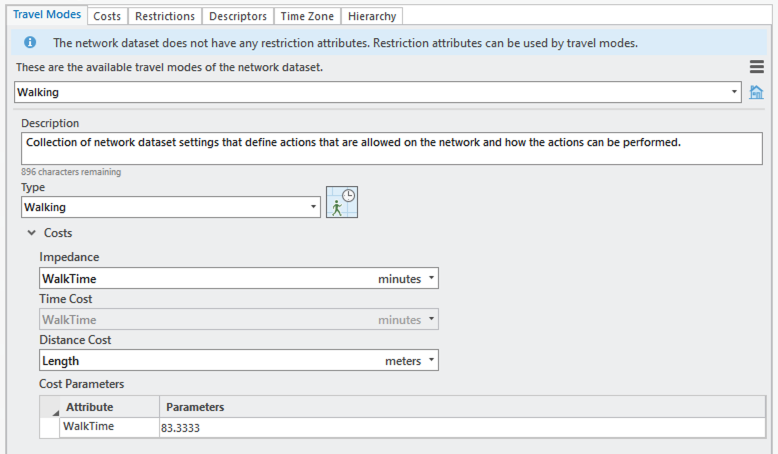 Travel Modes Costs Restrictions Descriptors Time Zone Hierarchy
The network dataset does not have any restriction attributes. Restriction attributes can be used by travel modes.
These are the available travel modes of the network dataset.
Walking
Description
Collection of network dataset settings that define actions that are allowed on the network and how the actions can be performed.
896 characters remaining
Type
Walking
Costs
Impedance
WalkTime minutes
Time Cost
WalkTime minutes
Distance Cost
Length meters
Cost Parameters
Attribute Parameters
WalkTime 83.3333